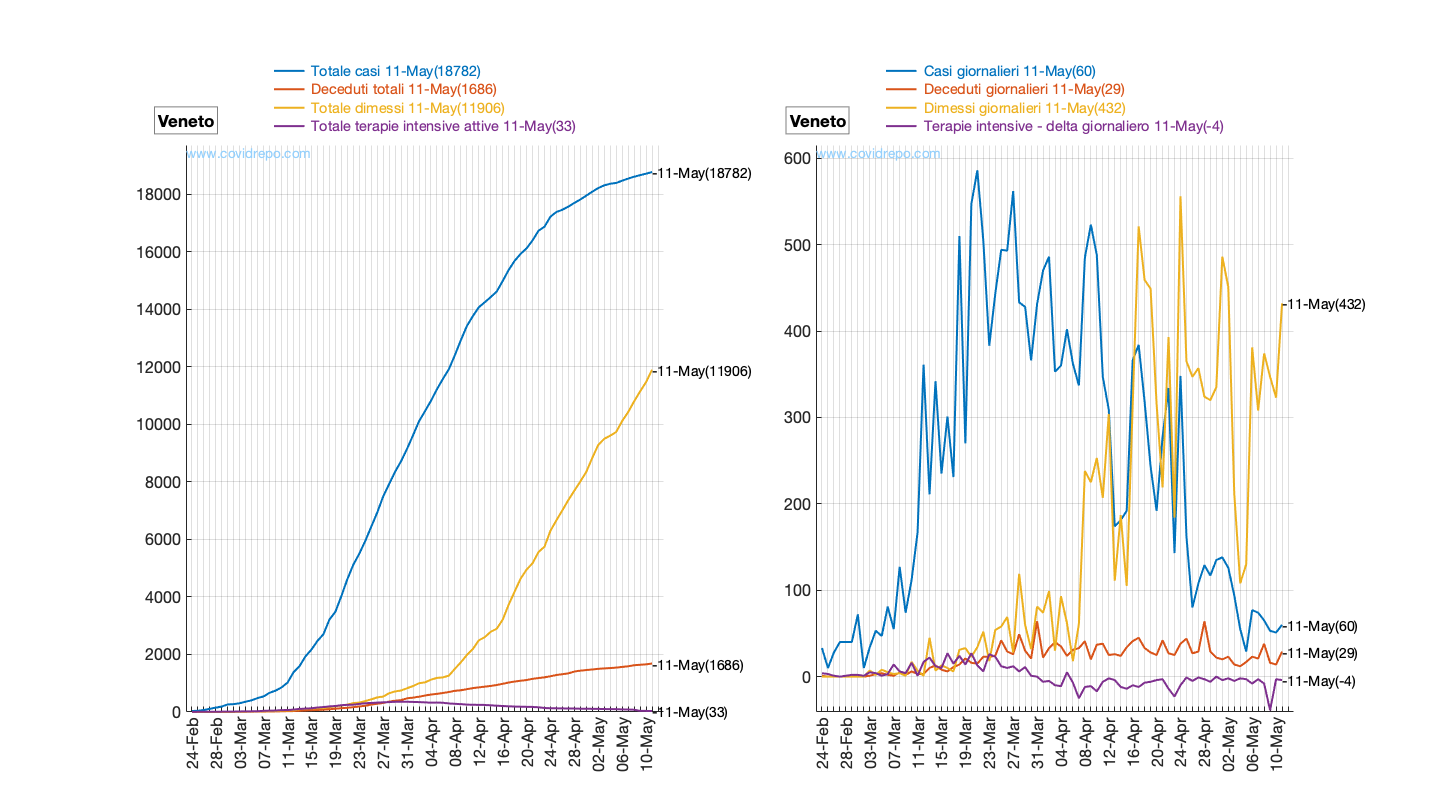 Totale casi 11-May(18782)
Deceduti totali 11-May(1686)
Totale dimessi 11-May(11906)
Totale terapie intensive attive 11-May(33)
Veneto
www.covidrepo.com
18000
16000
14000
12000
10000
8000
6000
4000
2000
0
11-May(18782)
11-May(11906)
11-May(1686)
11-May(33)
24-Feb
28-Feb
03-Mar
07-Mar
11-Mar
15-Mar
19-Mar
23-Mar
27-Mar
31-Mar
04-Apr
08-Apr
12-Apr
16-Apr
20-Apr
24-Apr
28-Apr
02-May
06-May
10-May
Casi giornalieri 11-May(60)
Deceduti giornalieri 11-May(29)
Dimessi giornalieri 11-May(432)
Terapie intensive - delta giornaliero 11-May(-4)
Veneto
www.covidrepo.com
600
500
400
300
200
100
0
11-May(432)
11-May(60)
11-May(29)
11-May(-4)
24-Feb
28-Feb
03-Mar
07-Mar
11-Mar
15-Mar
19-Mar
23-Mar
27-Mar
31-Mar
04-Apr
08-Apr
12-Apr
16-Apr
20-Apr
24-Apr
28-Apr
02-May
06-May
10-May